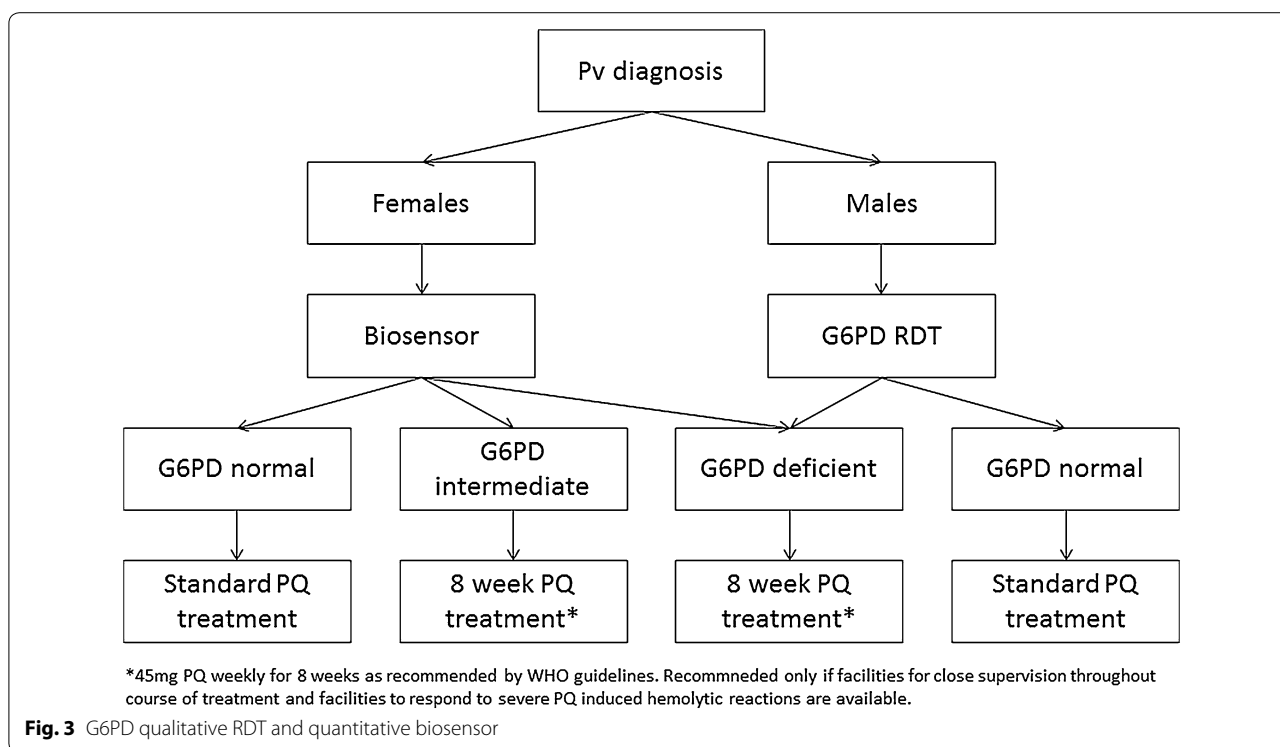 Pv diagnosis
Females
Males
Biosensor
G6PD RDT
G6PD normal
G6PD
intermediate
G6PD deficient
G6PD normal
Standard PQ
treatment
8 week PQ
treatment*
8 week PQ
treatment*
Standard PQ
treatment
*45mg PQ weekly for 8 weeks as recommended by WHO guidelines. Recommneded only if facilities for close supervision throughout
course of treatment and facilities to respond to severe PQ induced hemolytic reactions are available.
Fig. 3 G6PD qualitative RDT and quantitative biosensor